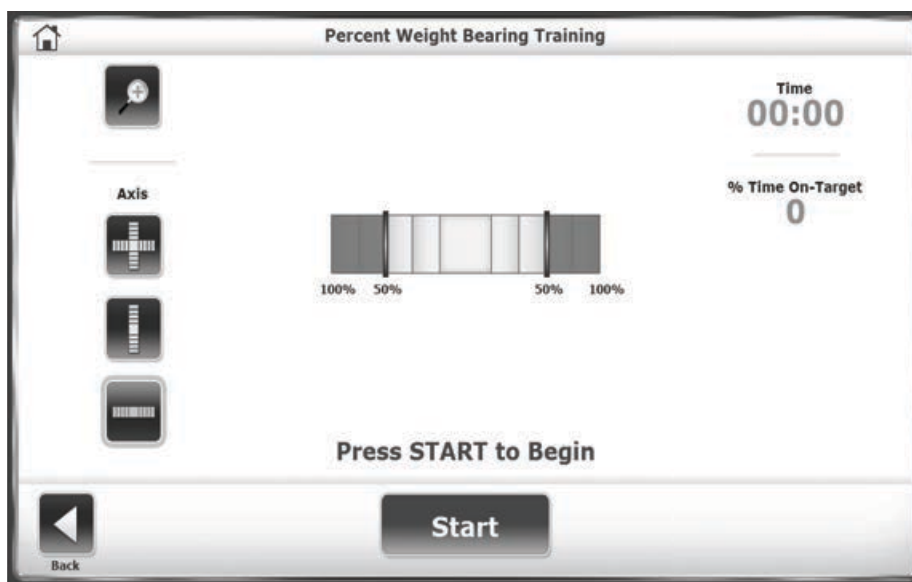 Percent Weight Bearing Training
Time
00:00
Axis
% Time On-Target
0
100% 50% 50% 100%
Press START to Begin
Start
Back